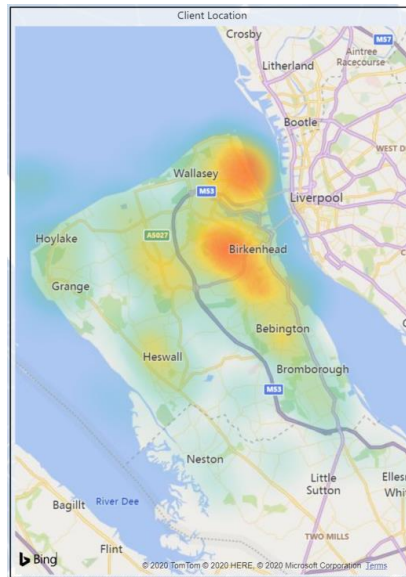 Client Location
Crosby
M57
Aintree
Racecourse
Litherland
Bootle
WEST D
Wallasey
M53
Liverpool
A5027
Hoylake
Birkenhead
Grange
Bebington
Heswall
Bromborough
M53
Neston
Little
Sutton
Elles
Whi
Bagillt
River Dee
TWO MILLS
Flint
Bing
© 2020 TomTom © 2020 HERE, © 2020 Microsoft Corporation Terms